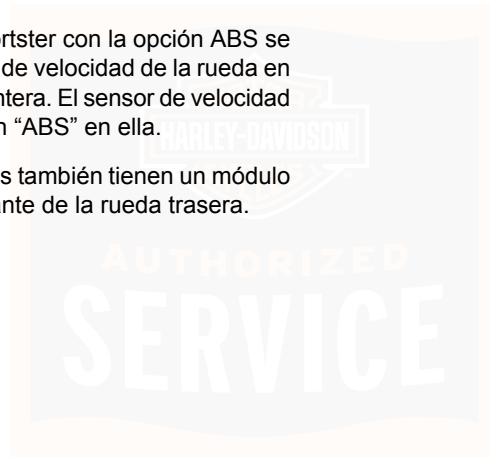 rtster con la opción ABS se
de velocidad de la rueda en
ntera. El sensor de velocidad
n “ABS” en ella.
s también tienen un módulo
nte de la rueda trasera.
HARLEY-DAVIDSON
AUTHORIZED
SERVICE